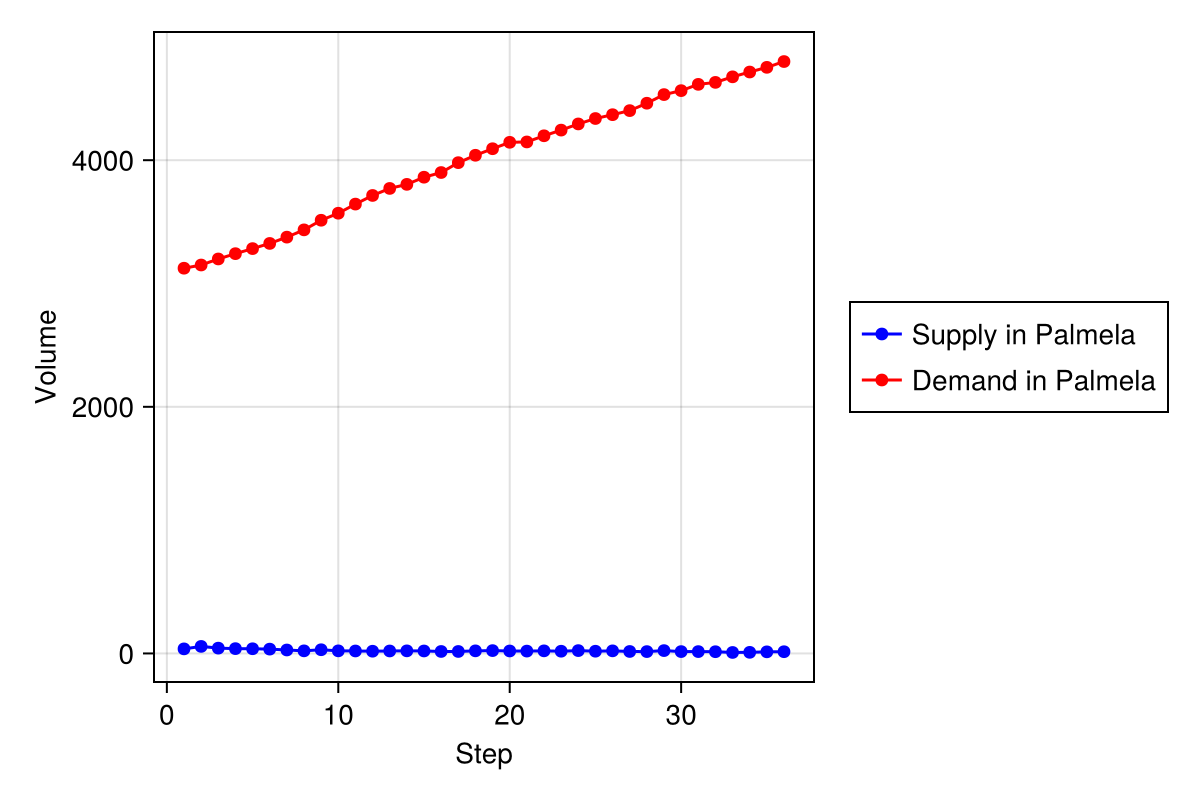 Volume
4000
2000
0
0 10 20 30
Step
Supply in Palmela
Demand in Palmela